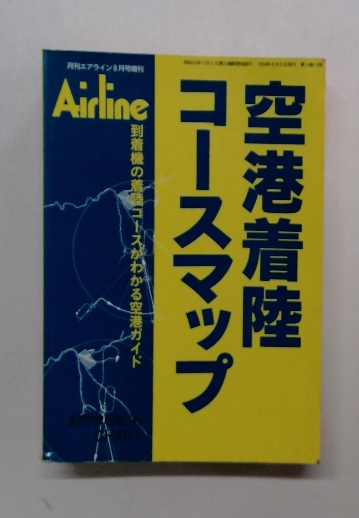 月刊エアライン8月号増刊
Airline
空港着陸
コースマップ
到着機の着陸コースがわかる空港ガイド
APPROACH
CHART